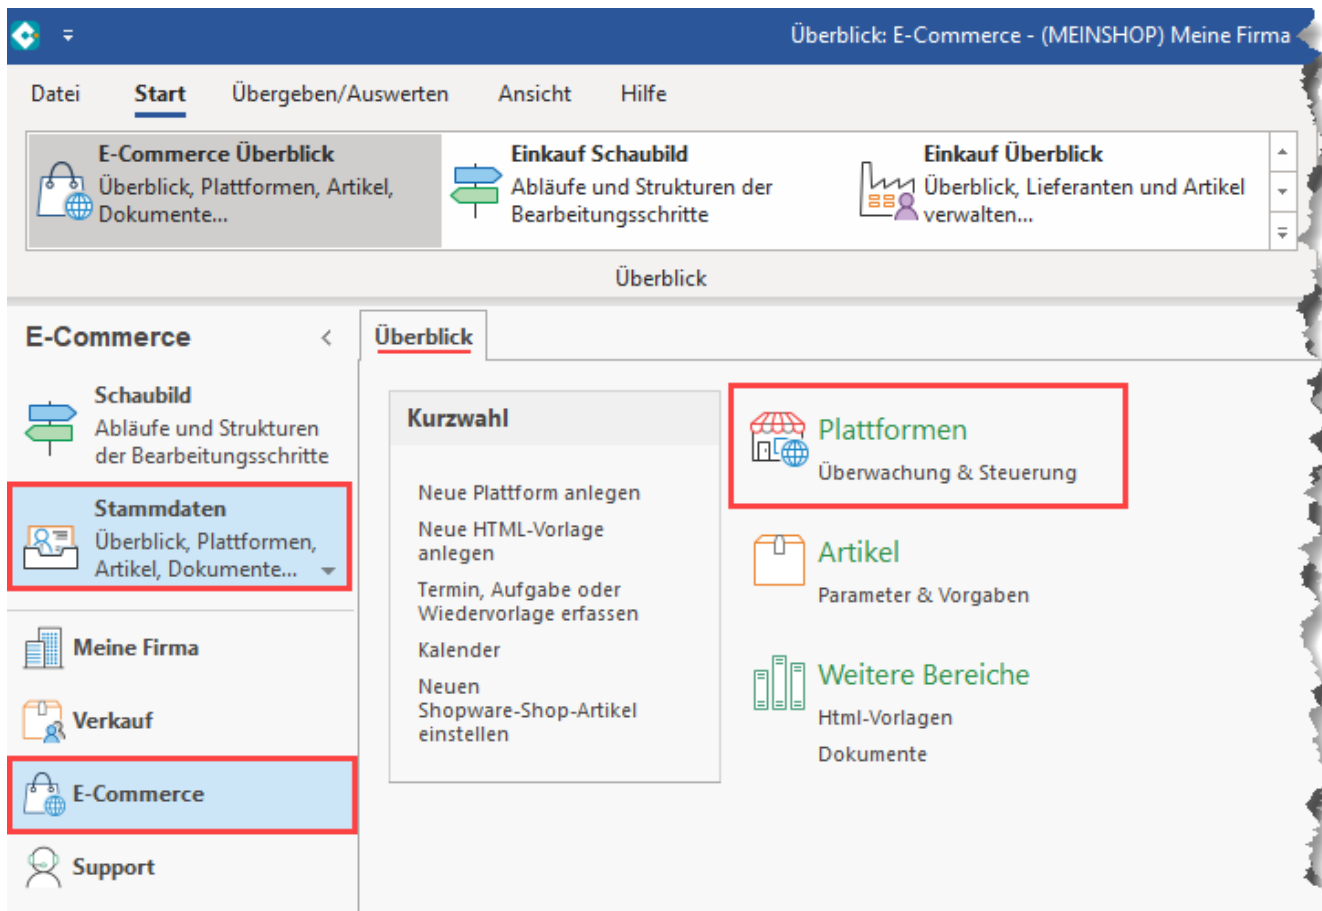 Überblick: E-Commerce - (MEINSHOP) Meine Firma
Datei Start Übergeben/Auswerten Ansicht Hilfe
E-Commerce Überblick
Überblick, Plattformen, Artikel,
Dokumente...
Einkauf Schaubild
Abläufe und Strukturen der
Bearbeitungsschritte
Einkauf Überblick
Überblick, Lieferanten und Artikel
verwalten...
Überblick
E-Commerce
Schaubild
Abläufe und Strukturen
der Bearbeitungsschritte
Stammdaten
Überblick, Plattformen,
Artikel, Dokumente...
Meine Firma
Verkauf
E-Commerce
Support
Überblick
Kurzwahl
Neue Plattform anlegen
Neue HTML-Vorlage
anlegen
Termin, Aufgabe oder
Wiedervorlage erfassen
Kalender
Neuen
Shopware-Shop-Artikel
einstellen
Plattformen
Überwachung & Steuerung
Artikel
Parameter & Vorgaben
Weitere Bereiche
Html-Vorlagen
Dokumente